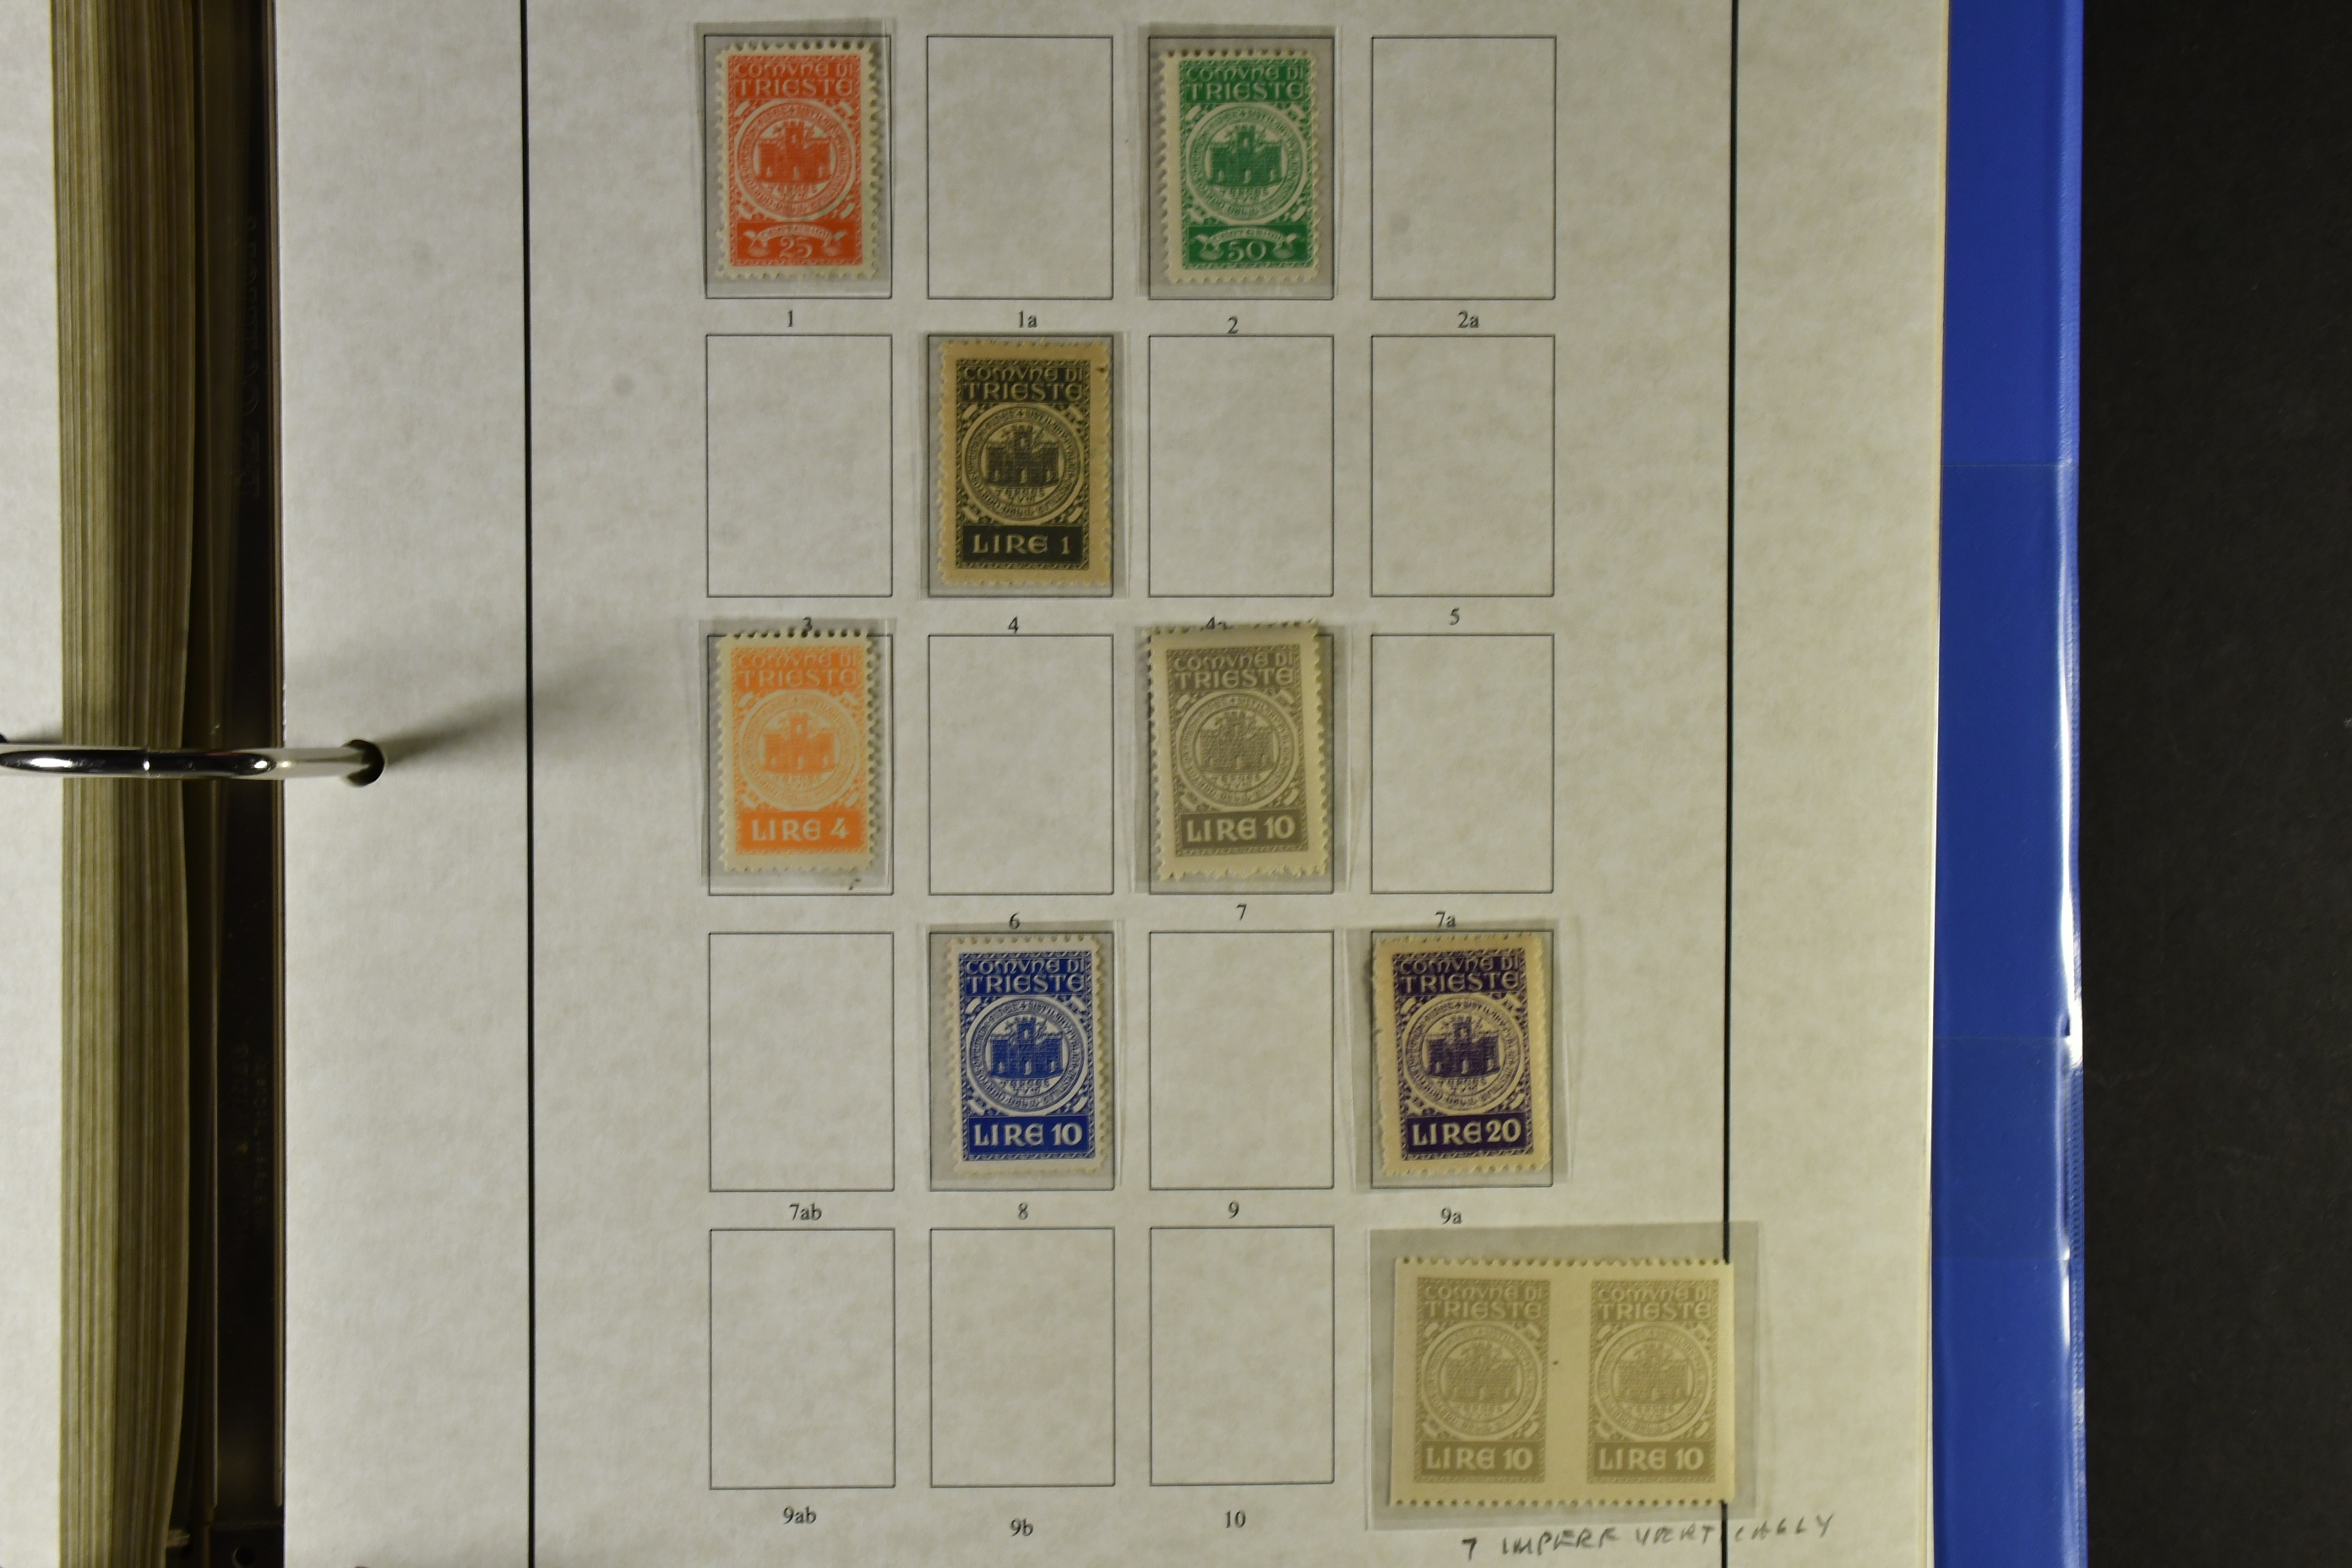 COMVNE DI
TRIESTE
25
COMVNE DI
TRIESTE
50
1
1a
2
2a
COMVNE DI
TRIESTE
LIRE 1
3
4
5
COMVNE DI
TRIESTE
LIRE 4
COMVNE DI
TRIESTE
LIRE 10
6
7
7a
COMVNE DI
TRIESTE
LIRE 10
COMVNE DI
TRIESTE
LIRE 20
7ab
8
9
9a
COMVNE DI
TRIESTE
LIRE 10
COMVNE DI
TRIESTE
LIRE 10
9ab
9b
10
7 IMPERF VERTICALLY